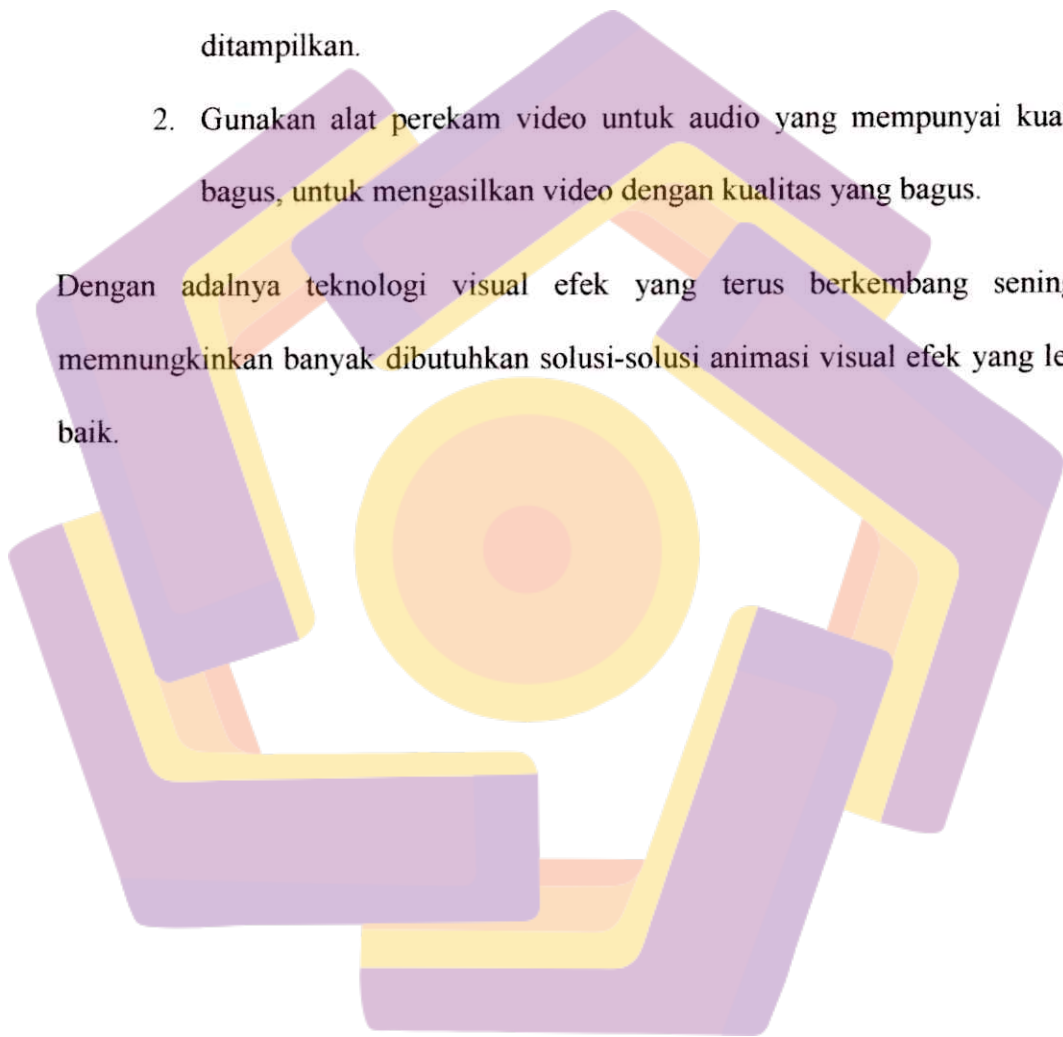 ditampilkan.
2. Gunakan alat perekam video untuk audio yang mempunyai kua
bagus, untuk mengasilkan video dengan kualitas yang bagus.
Dengan adalnya teknologi visual efek yang terus berkembang sening
memnungkinkan banyak dibutuhkan solusi-solusi animasi visual efek yang le
baik.